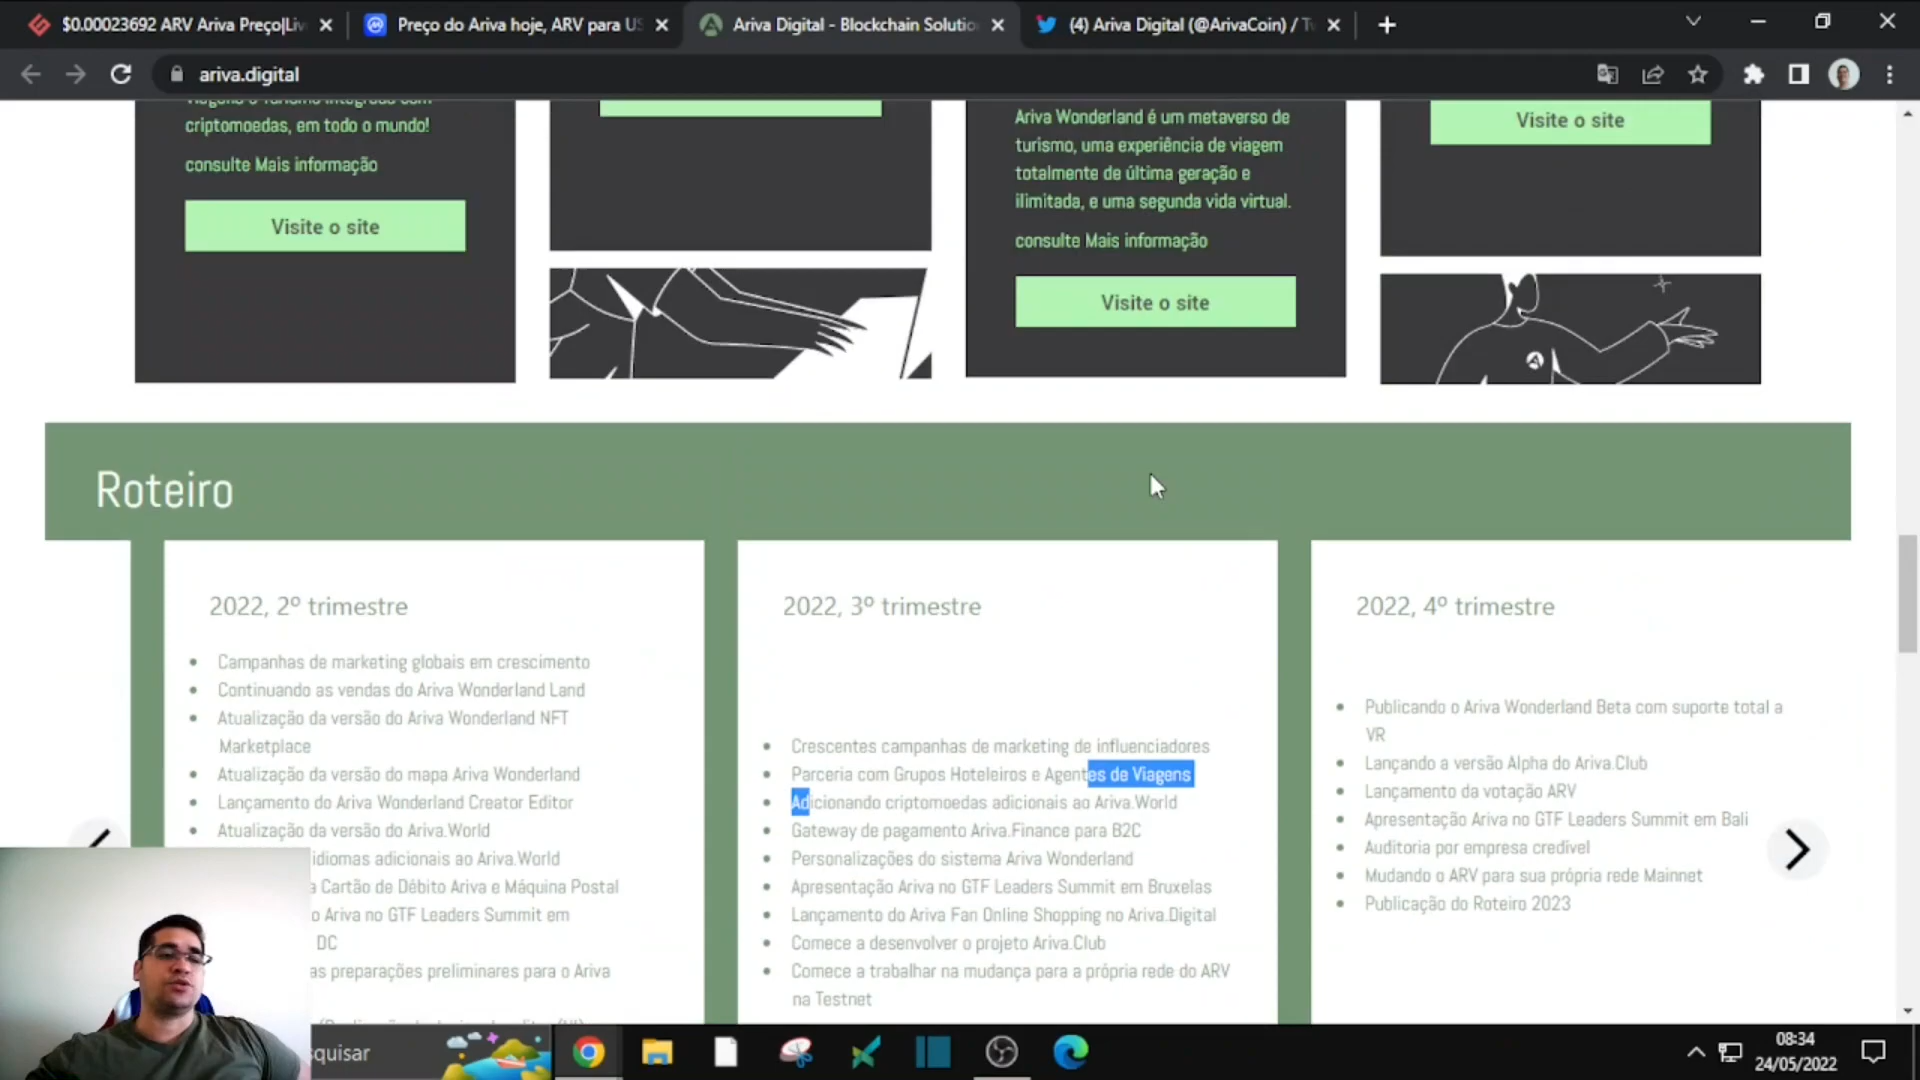 $0.00023692 ARV Ariva Preço|Liv
Preço do Ariva hoje, ARV para US
Ariva Digital - Blockchain Solutio
(4) Ariva Digital (@ArivaCoin) / Tw
ariva.digital
criptomoedas, em todo o mundo!
consulte Mais informação
Visite o site
Ariva Wonderland é um metaverso de
turismo, uma experiência de viagem
totalmente de última geração e
ilimitada, e uma segunda vida virtual.
consulte Mais informação
Visite o site
Visite o site
Roteiro
2022, 2º trimestre
Campanhas de marketing globais em crescimento
Continuando as vendas do Ariva Wonderland Land
Atualização da versão do Ariva Wonderland NFT
Marketplace
Atualização da versão do mapa Ariva Wonderland
Lançamento do Ariva Wonderland Creator Editor
Atualização da versão do Ariva.World
idiomas adicionais ao Ariva.World
a Cartão de Débito Ariva e Máquina Postal
o Ariva no GTF Leaders Summit em
DC
as preparações preliminares para o Ariva
2022, 3º trimestre
Crescentes campanhas de marketing de influenciadores
Parceria com Grupos Hoteleiros e Agentes de Viagens
Adicionando criptomoedas adicionais ao Ariva.World
Gateway de pagamento Ariva.Finance para B2C
Personalizações do sistema Ariva Wonderland
Apresentação Ariva no GTF Leaders Summit em Bruxelas
Lançamento do Ariva Fan Online Shopping no Ariva.Digital
Comece a desenvolver o projeto Ariva.Club
Comece a trabalhar na mudança para a própria rede do ARV
na Testnet
2022, 4º trimestre
Publicando o Ariva Wonderland Beta com suporte total a
VR
Lançando a versão Alpha do Ariva.Club
Lançamento da votação ARV
Apresentação Ariva no GTF Leaders Summit em Bali
Auditoria por empresa credível
Mudando o ARV para sua própria rede Mainnet
Publicação do Roteiro 2023
squisar
08:34
24/05/2022